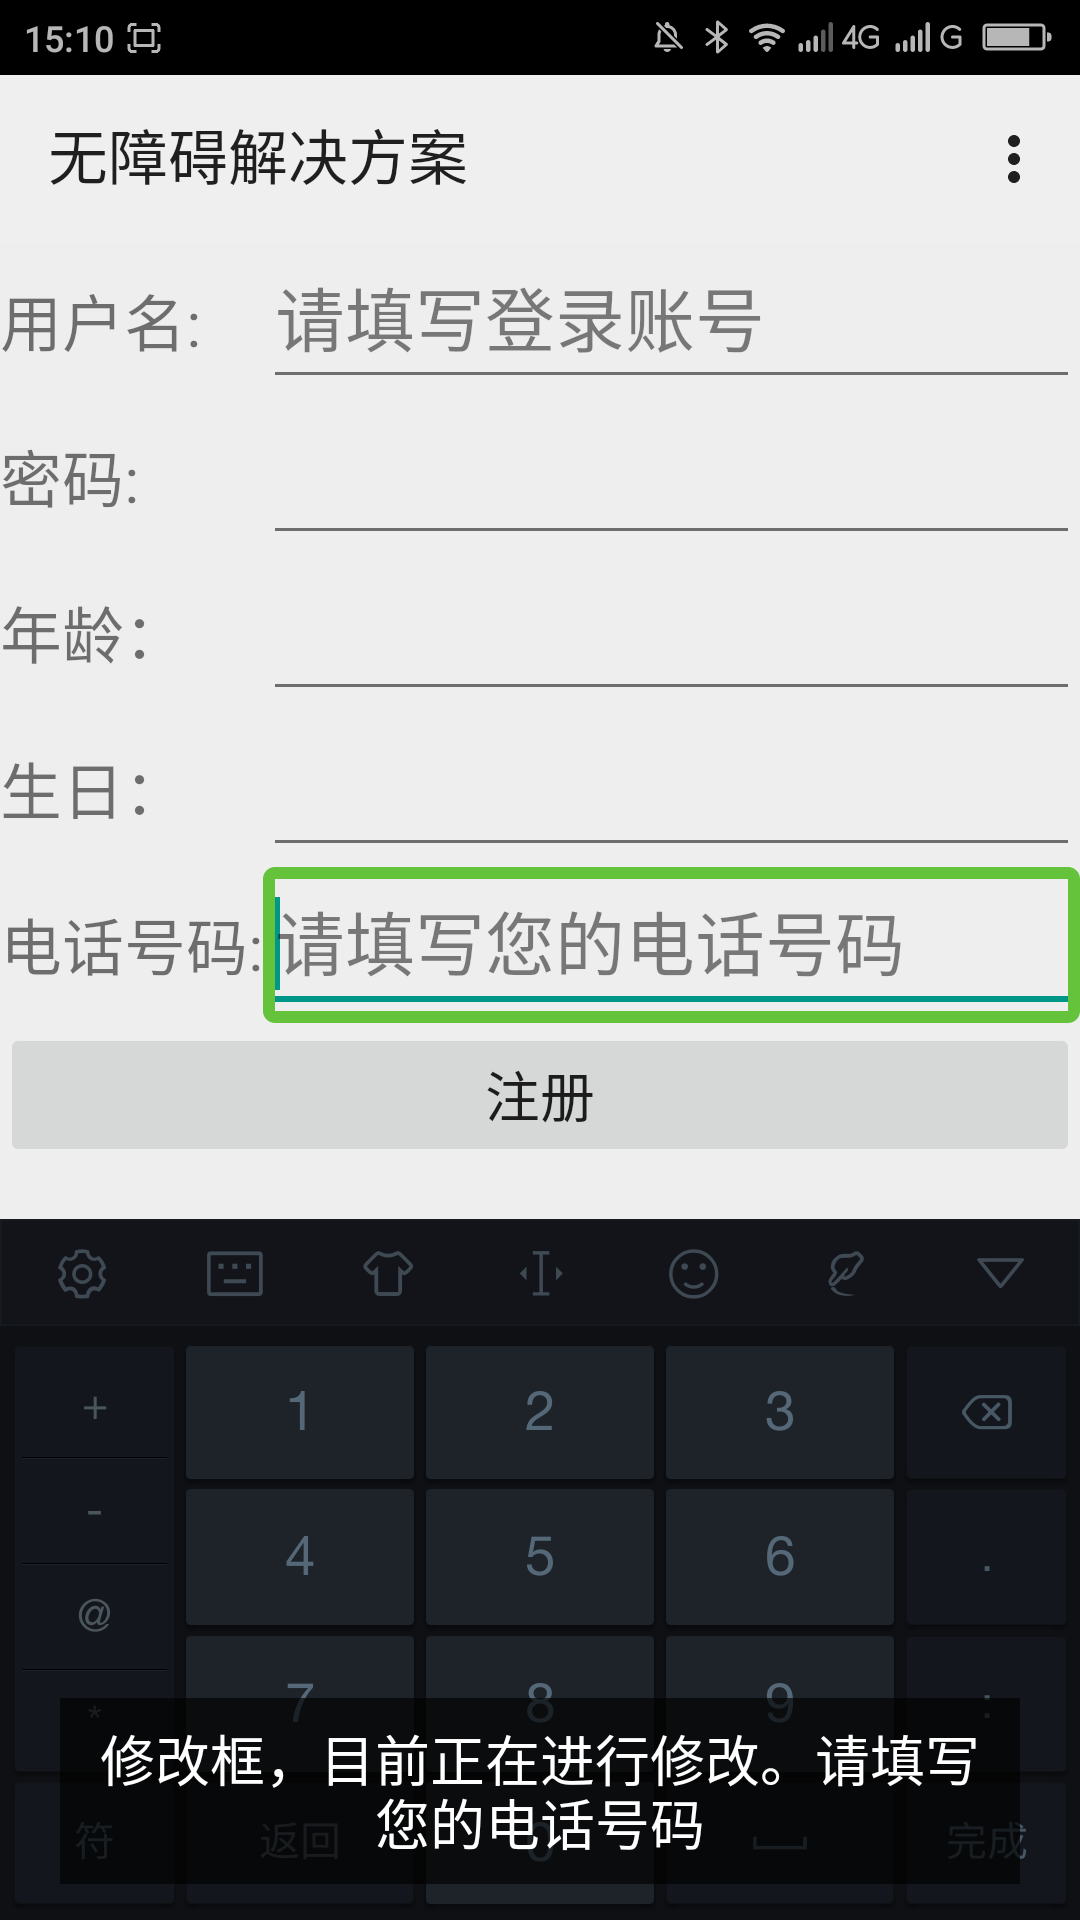 15:10 4G G
无障碍解决方案
用户名: 请填写登录账号
密码:
年龄：
生日：
电话号码: 请填写您的电话号码
注册
+ 1 2 3
- 4 5 6 .
@
* 7 8 9 :
修改框，目前正在进行修改。请填写
您的电话号码
符 返回 0 完成